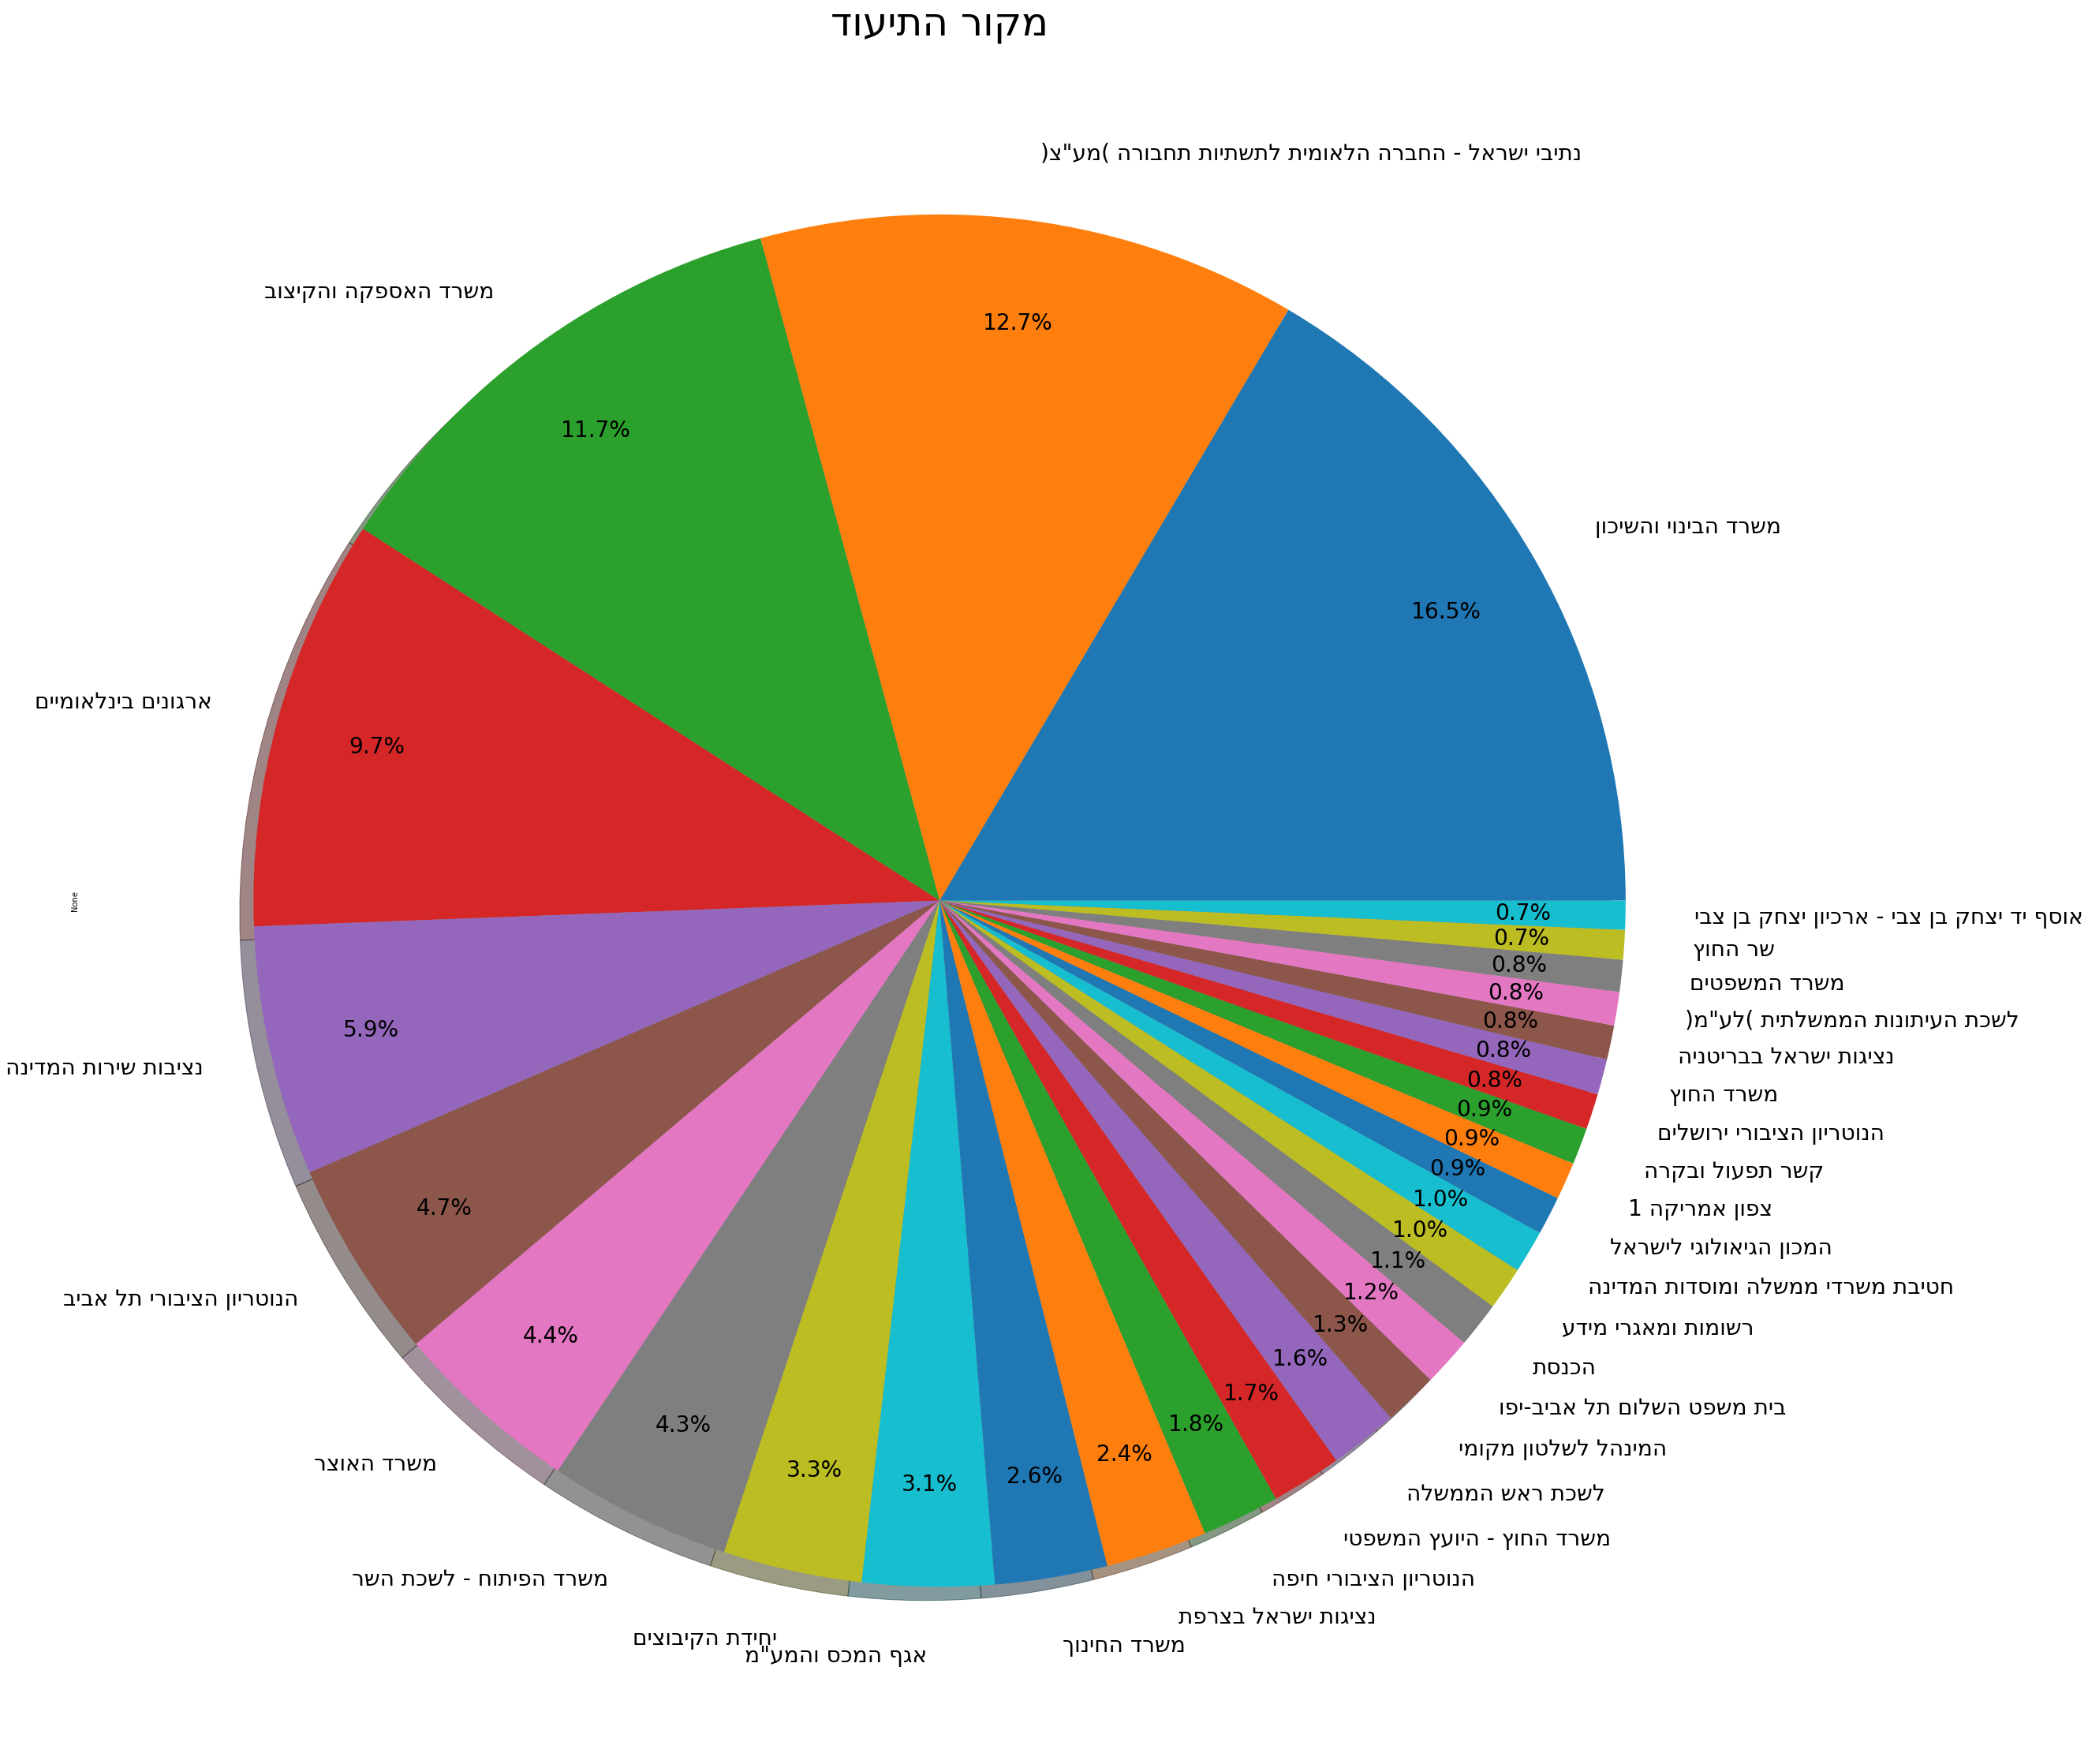 מקור התיעוד
נתיבי ישראל - החברה הלאומית לתשתיות תחבורה )מע"צ(
12.7%
משרד האספקה והקיצוב
11.7%
משרד הבינוי והשיכון
16.5%
ארגונים בינלאומיים
9.7%
None
נציבות שירות המדינה
5.9%
הנוטריון הציבורי תל אביב
4.7%
משרד האוצר
4.4%
משרד הפיתוח - לשכת השר
4.3%
יחידת הקיבוצים
3.3%
אגף המכס והמע"מ
3.1%
משרד החינוך
2.6%
נציגות ישראל בצרפת
2.4%
הנוטריון הציבורי חיפה
1.8%
משרד החוץ - היועץ המשפטי
1.7%
לשכת ראש הממשלה
1.6%
המינהל לשלטון מקומי
1.3%
בית משפט השלום תל אביב-יפו
1.2%
הכנסת
1.1%
רשומות ומאגרי מידע
1.0%
חטיבת משרדי ממשלה ומוסדות המדינה
1.0%
המכון הגיאולוגי לישראל
0.9%
צפון אמריקה 1
0.9%
קשר תפעול ובקרה
0.9%
הנוטריון הציבורי ירושלים
0.8%
משרד החוץ
0.8%
נציגות ישראל בבריטניה
0.8%
לשכת העיתונות הממשלתית )לע"מ(
0.8%
משרד המשפטים
0.8%
שר החוץ
0.7%
אוסף יד יצחק בן צבי - ארכיון יצחק בן צבי
0.7%